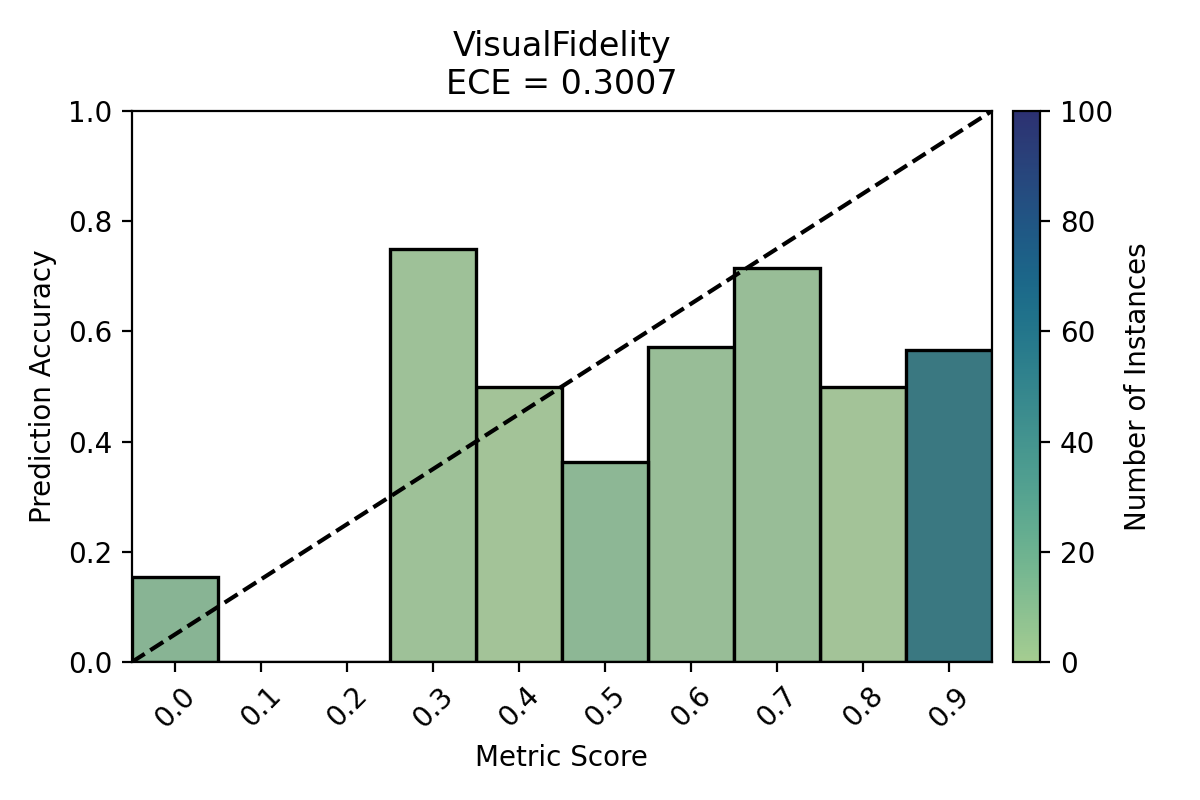 VisualFidelity
ECE = 0.3007
Prediction Accuracy
1.0
0.8
0.6
0.4
0.2
0.0
0.0 0.1 0.2 0.3 0.4 0.5 0.6 0.7 0.8 0.9
Metric Score
100
80
60
40
20
0
Number of Instances